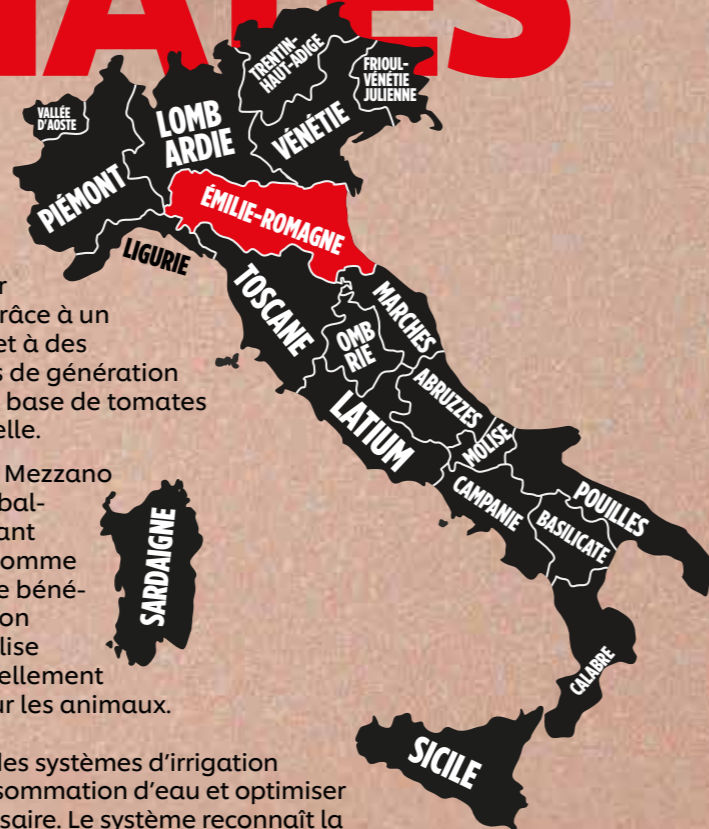 TRENTIN-
HAUT-ADIGE
FRIOUL-
VÉNÉTIE
JULIENNE
VALLÉE
D'AOSTE
LOMB
ARDIE
VÉNÉTIE
PIÉMONT
ÉMILIE-ROMAGNE
LIGURIE
TOSCANE
MARCHES
OMB
RIE
ABRUZZES
LATIUM
MOLISE
CAMPANIE
POUILLES
BASILICATE
SARDAIGNE
CALABRE
SICILE
râce à un
et à des
s de génération
base de tomates
elle.
Mezzano
bal-
ant
omme
e béné-
on
lise
ellement
ur les animaux.
des systèmes d'irrigation
sommation d'eau et optimiser
saire. Le système reconnaît la